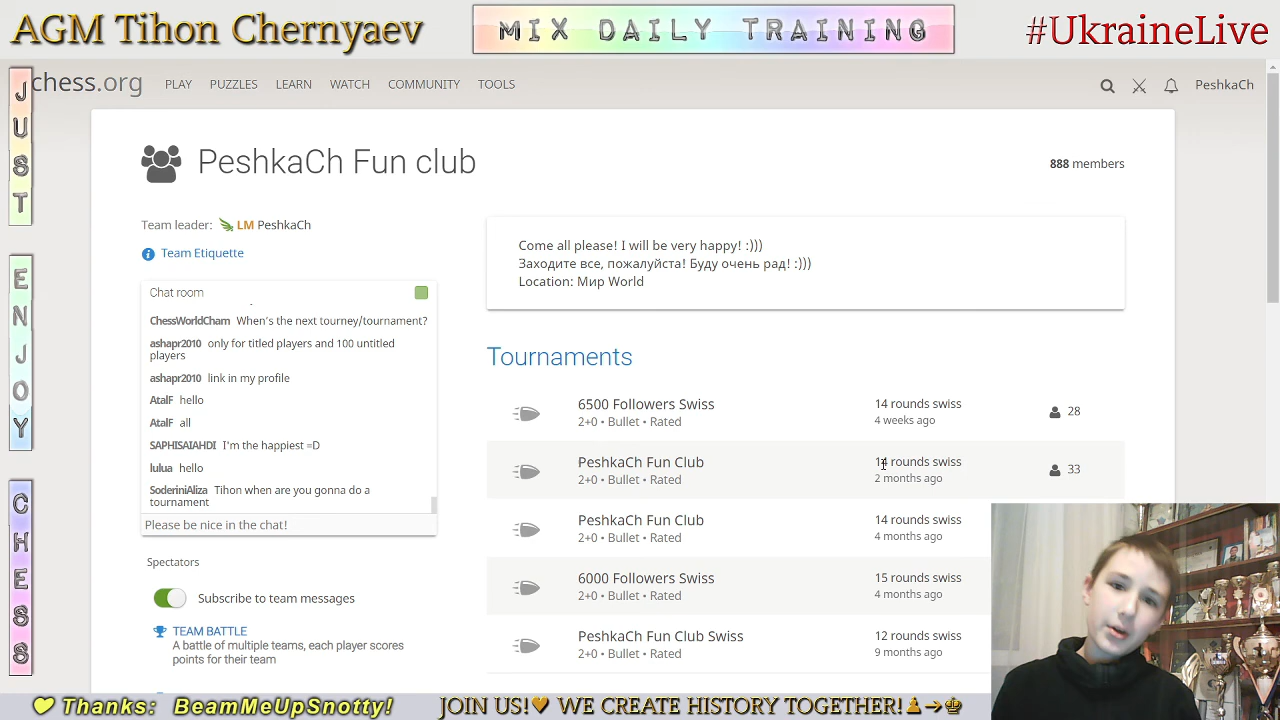 AGM Tihon Chernyaev
MIX DAILY TRAINING
#UkraineLive
JUST
ENJOY
CHESS
chess.org
PLAY PUZZLES LEARN WATCH COMMUNITY TOOLS
PeshkaCh
PeshkaCh Fun club
888 members
Team leader: LM PeshkaCh
Team Etiquette
Come all please! I will be very happy! :)))
Заходите все, пожалуйста! Буду очень рад! :)))
Location: Мир World
Chat room
ChessWorldCham When's the next tourney/tournament?
ashapr2010 only for titled players and 100 untitled
players
ashapr2010 link in my profile
AtalF hello
AtalF all
SAPHISAIAHDI I'm the happiest =D
lulua hello
SoderiniAliza Tihon when are you gonna do a
tournament
Please be nice in the chat!
Spectators
Subscribe to team messages
TEAM BATTLE
A battle of multiple teams, each player scores
points for their team
Tournaments
6500 Followers Swiss 14 rounds swiss
2+0 • Bullet • Rated 4 weeks ago
28
PeshkaCh Fun Club 14 rounds swiss
2+0 • Bullet • Rated 2 months ago
33
PeshkaCh Fun Club 14 rounds swiss
2+0 • Bullet • Rated 4 months ago
6000 Followers Swiss 15 rounds swiss
2+0 • Bullet • Rated 4 months ago
PeshkaCh Fun Club Swiss 12 rounds swiss
2+0 • Bullet • Rated 9 months ago
Thanks: BeamMeUpSnotty!
JOIN US!🧡 WE CREATE HISTORY TOGETHER!♟→♚